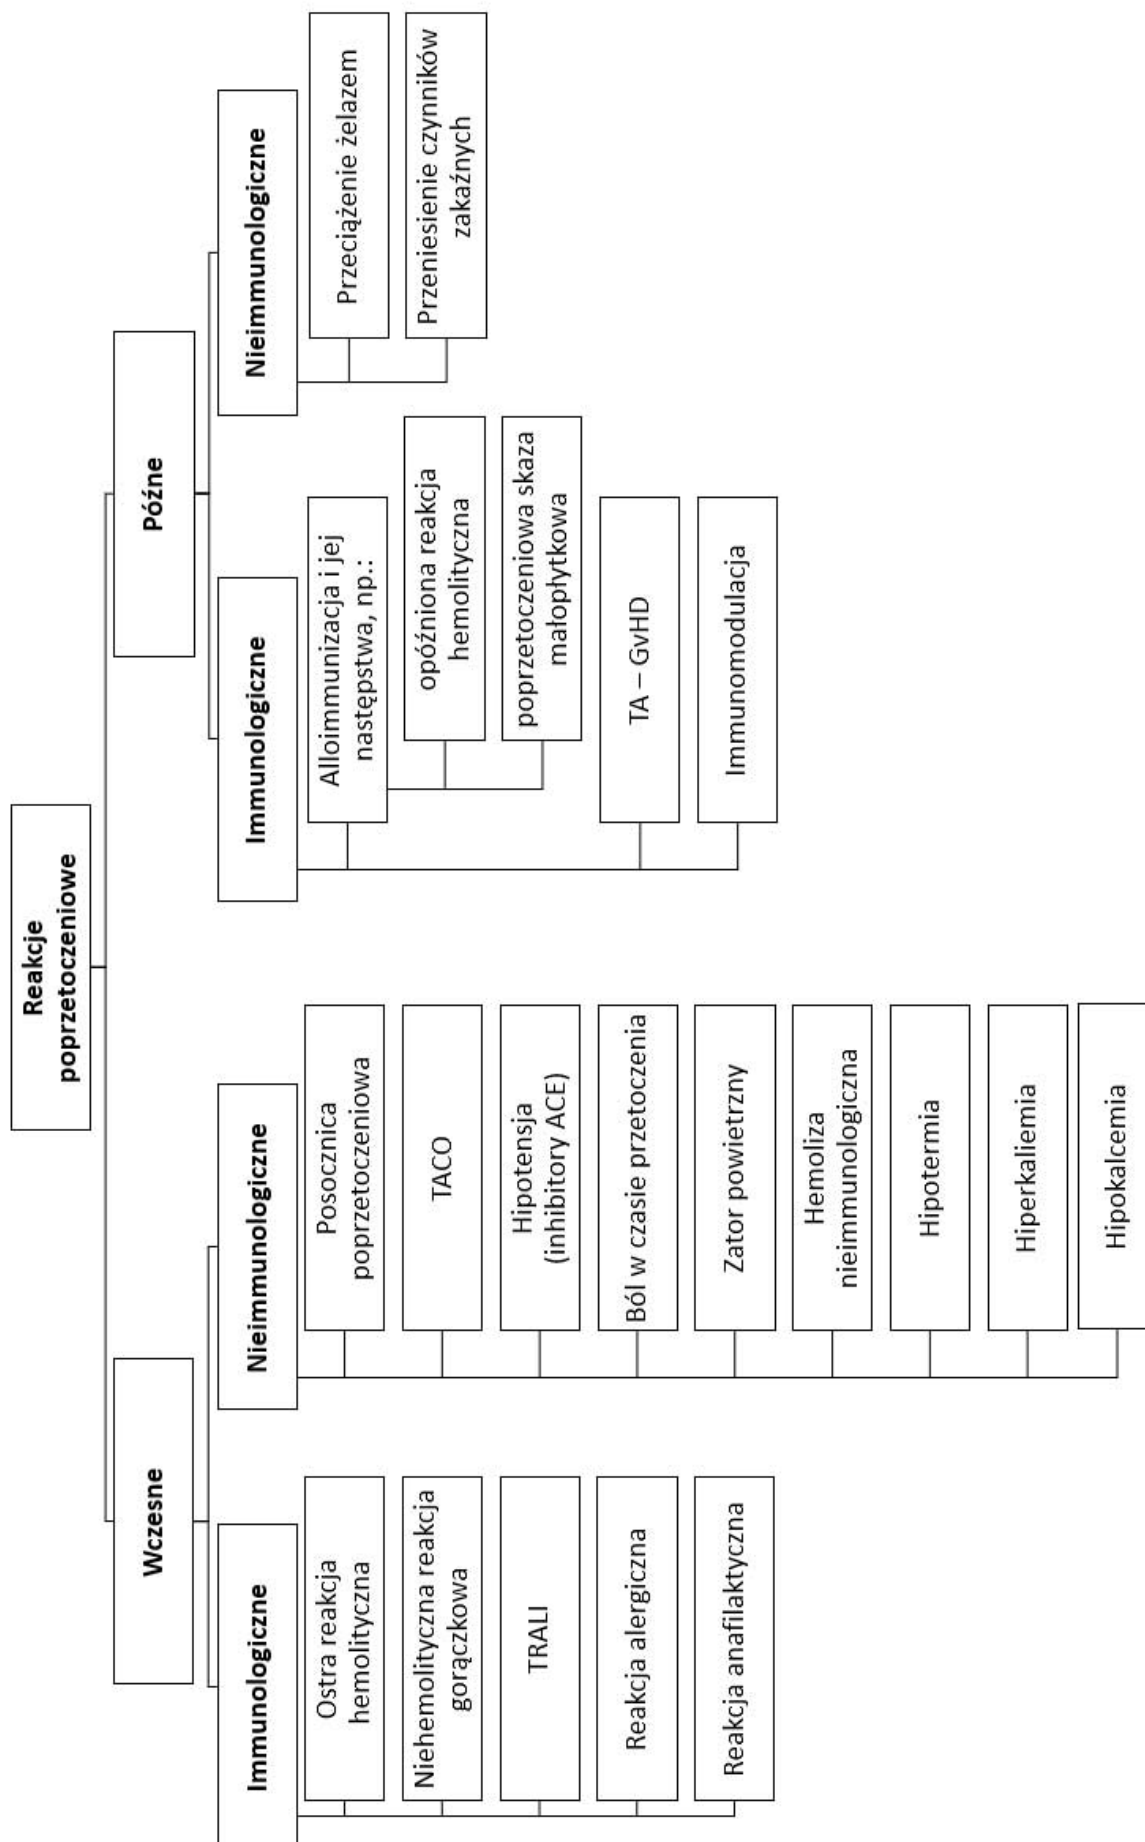 Reakcje
poprzetoczeniowe
Wczesne
Immunologiczne
Ostra reakcja
hemolityczna
Niehemolityczna reakcja
gorączkowa
TRALI
Reakcja alergiczna
Reakcja anafilaktyczna
Nieimmunologiczne
Posocznica
poprzetoczeniowa
TACO
Hipotensja
(inhibitory ACE)
Ból w czasie przetoczenia
Zator powietrzny
Hemoliza
nieimmunologiczna
Hipotermia
Hiperkaliemia
Hipokalcemia
Późne
Immunologiczne
Alloimmunizacja i jej
następstwa, np.:
opóźniona reakcja
hemolityczna
poprzetoczeniowa skaza
małopłytkowa
TA – GvHD
Immunomodulacja
Nieimmunologiczne
Przeciążenie żelazem
Przeniesienie czynników
zakaźnych